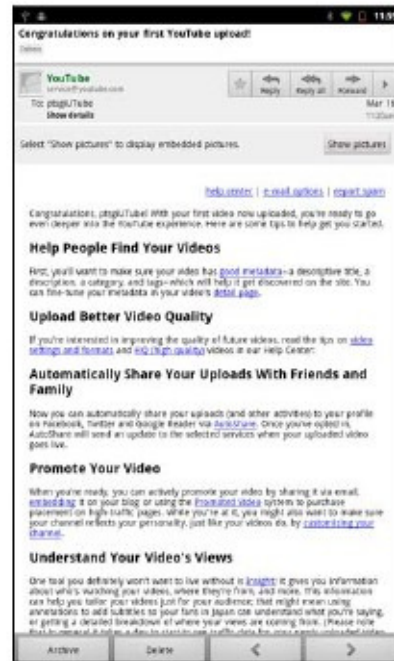 11:59
Congratulations on your first YouTube upload!
YouTube
service@youtube.com
Reply
Reply all
Forward
To:
Mar
Show details
Select "Show pictures" to display embedded pictures.
Show pictures
help center | e-mail options | report spam
With your first video now uploaded, you're ready to go
even deeper into the YouTube experience. Here are some tips to help get you started.
Help People Find Your Videos
First, you'll want to make sure your video has good metadata--a descriptive title, a
description, a category, and tags--which will help it get discovered on the site. You
can fine-tune your metadata in your video's detail page.
Upload Better Video Quality
If you're interested in improving the quality of future videos, read the tips on video
settings and formats and HQ (high quality) videos in our Help Center:
Automatically Share Your Uploads With Friends and
Family
Now you can automatically share your uploads (and other activities) to your profile
on Facebook, Twitter and Google Reader via AutoShare. Once you've opted in,
AutoShare will send an update to the selected services when your uploaded video
goes live.
Promote Your Video
When you're ready, you can actively promote your video by sharing it via email,
embedding it on your blog or using the Promoted Video system to purchase
placement on high-traffic pages. While you're at it, you might also want to make sure
your channel reflects your personality, just like your videos do, by customizing your
channel.
Understand Your Video's Views
One tool you definitely won't want to live without is Insight: it gives you information
about who's watching your videos, where they're from, and more. This information
can help you tailor your videos just for your audience; that might mean using
annotations to add subtitles to your fans in Japan can understand what you're saying,
or getting a detailed breakdown of where your views are coming from. (Please note
Archive
Delete